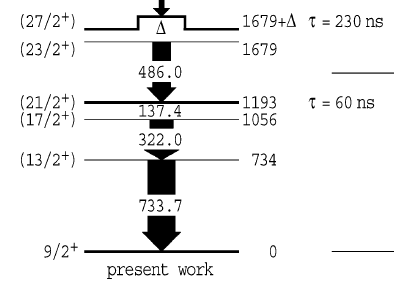 (27/2⁺) Δ 1679+Δ τ = 230 ns
(23/2⁺) 1679
486.0
(21/2⁺) 1193 τ = 60 ns
137.4
(17/2⁺) 1056
322.0
(13/2⁺) 734
733.7
9/2⁺ 0
present work